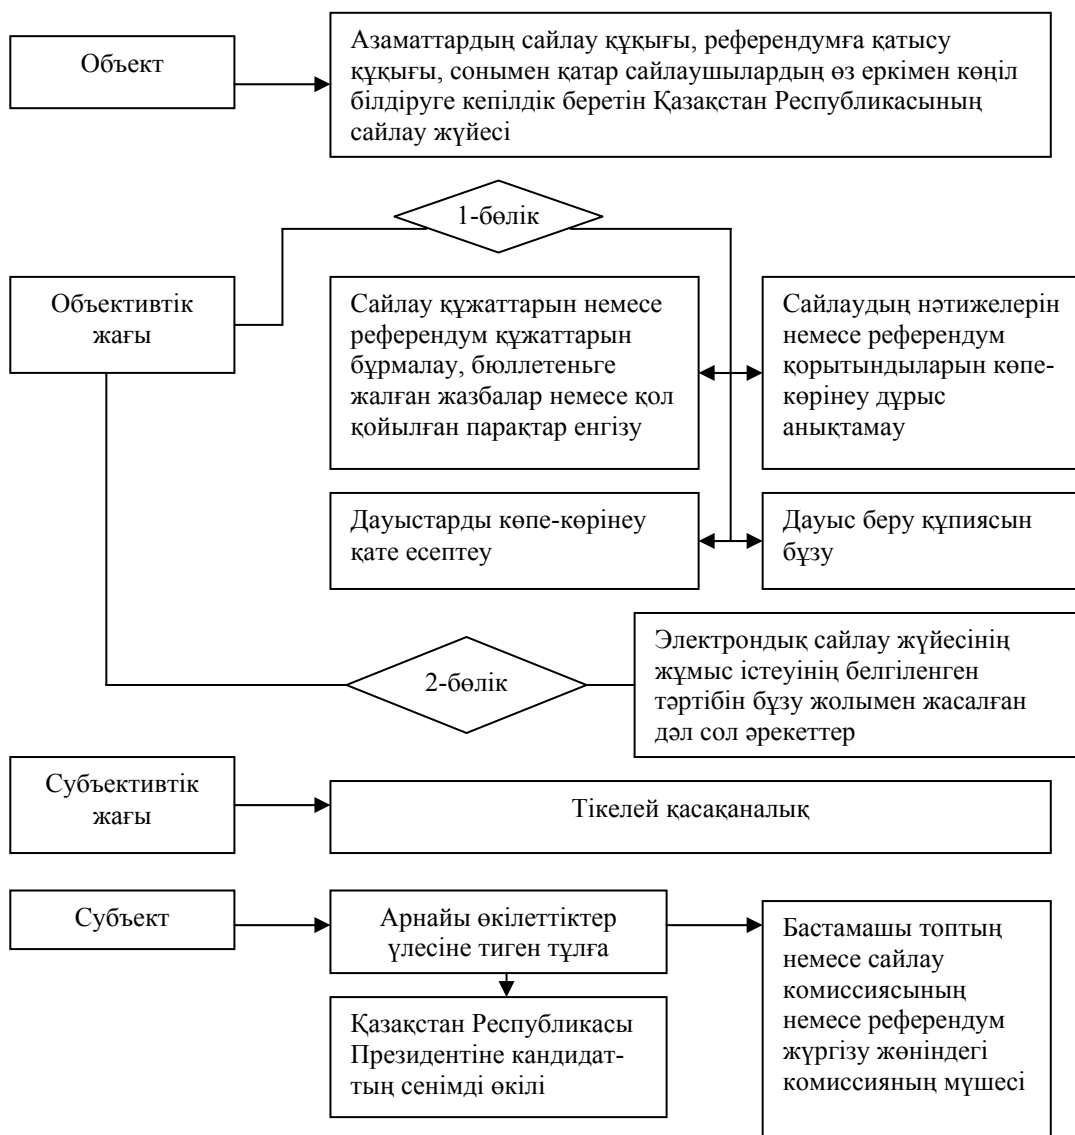 Объект
Азаматтардың сайлау құқығы, референдумға қатысу
құқығы, сонымен қатар сайлаушылардың өз еркімен көңіл
білдіруге кепілдік беретін Қазақстан Республикасының
сайлау жүйесі
1-бөлік
Объективтік
жағы
Сайлау құжаттарын немесе
референдум құжаттарын
бұрмалау, бюллетеньге
жалған жазбалар немесе қол
қойылған парақтар енгізу
Сайлаудың нәтижелерін
немесе референдум
қорытындыларын көпе-
көрінеу дұрыс
анықтамау
Дауыстарды көпе-көрінеу
қате есептеу
Дауыс беру құпиясын
бұзу
2-бөлік
Электрондық сайлау жүйесінің
жұмыс істеуінің белгіленген
тәртібін бұзу жолымен жасалған
дәл сол әрекеттер
Субъективтік
жағы
Тікелей қасақаналық
Субъект
Арнайы өкілеттіктер
үлесіне тиген тұлға
Қазақстан Республикасы
Президентіне кандидат-
тың сенімді өкілі
Бастамашы топтың
немесе сайлау
комиссиясының
немесе референдум
жүргізу жөніндегі
комиссияның мүшесі